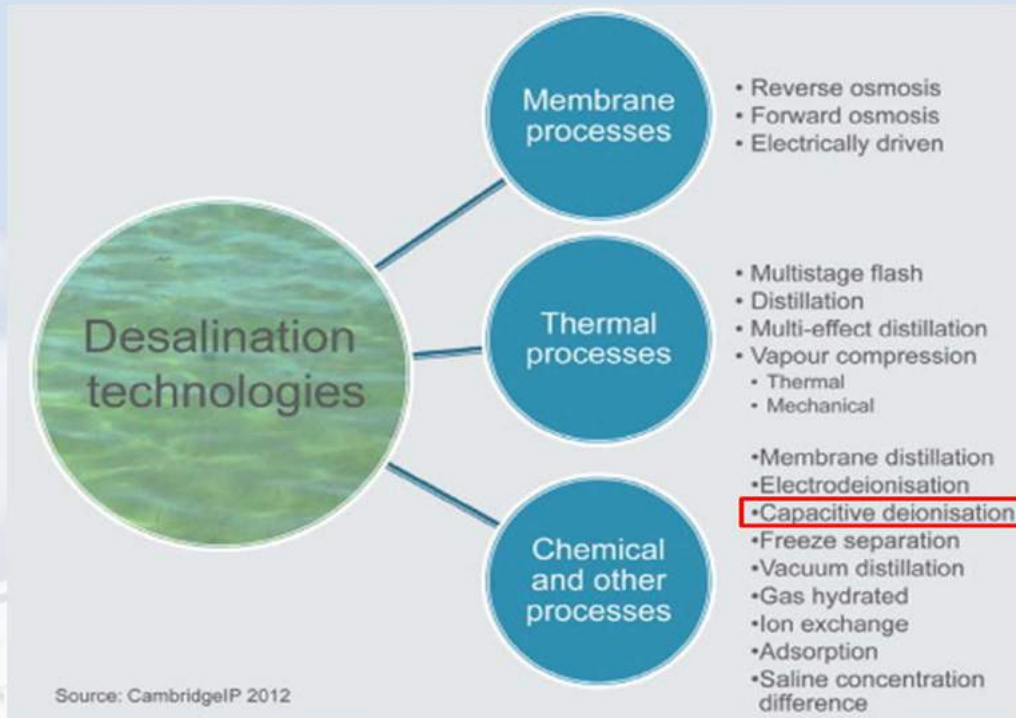 Desalination
technologies
Membrane
processes
• Reverse osmosis
• Forward osmosis
• Electrically driven
Thermal
processes
• Multistage flash
• Distillation
• Multi-effect distillation
• Vapour compression
• Thermal
• Mechanical
Chemical
and other
processes
•Membrane distillation
•Electrodeionisation
•Capacitive deionisation
•Freeze separation
•Vacuum distillation
•Gas hydrated
•Ion exchange
•Adsorption
•Saline concentration
difference
Source: CambridgeIP 2012